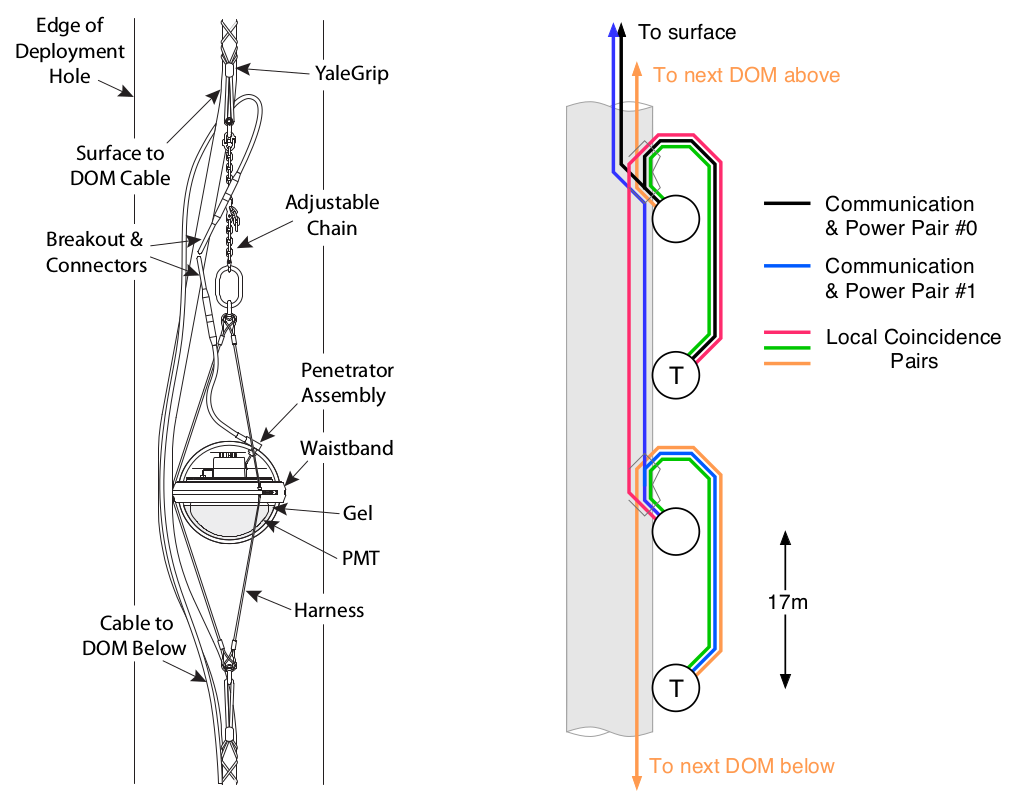 Edge of
Deployment
Hole
YaleGrip
Surface to
DOM Cable
Adjustable
Chain
Breakout &
Connectors
Penetrator
Assembly
Waistband
Gel
PMT
Harness
Cable to
DOM Below
To surface
To next DOM above
Communication
& Power Pair #0
Communication
& Power Pair #1
Local Coincidence
Pairs
T
17m
T
To next DOM below